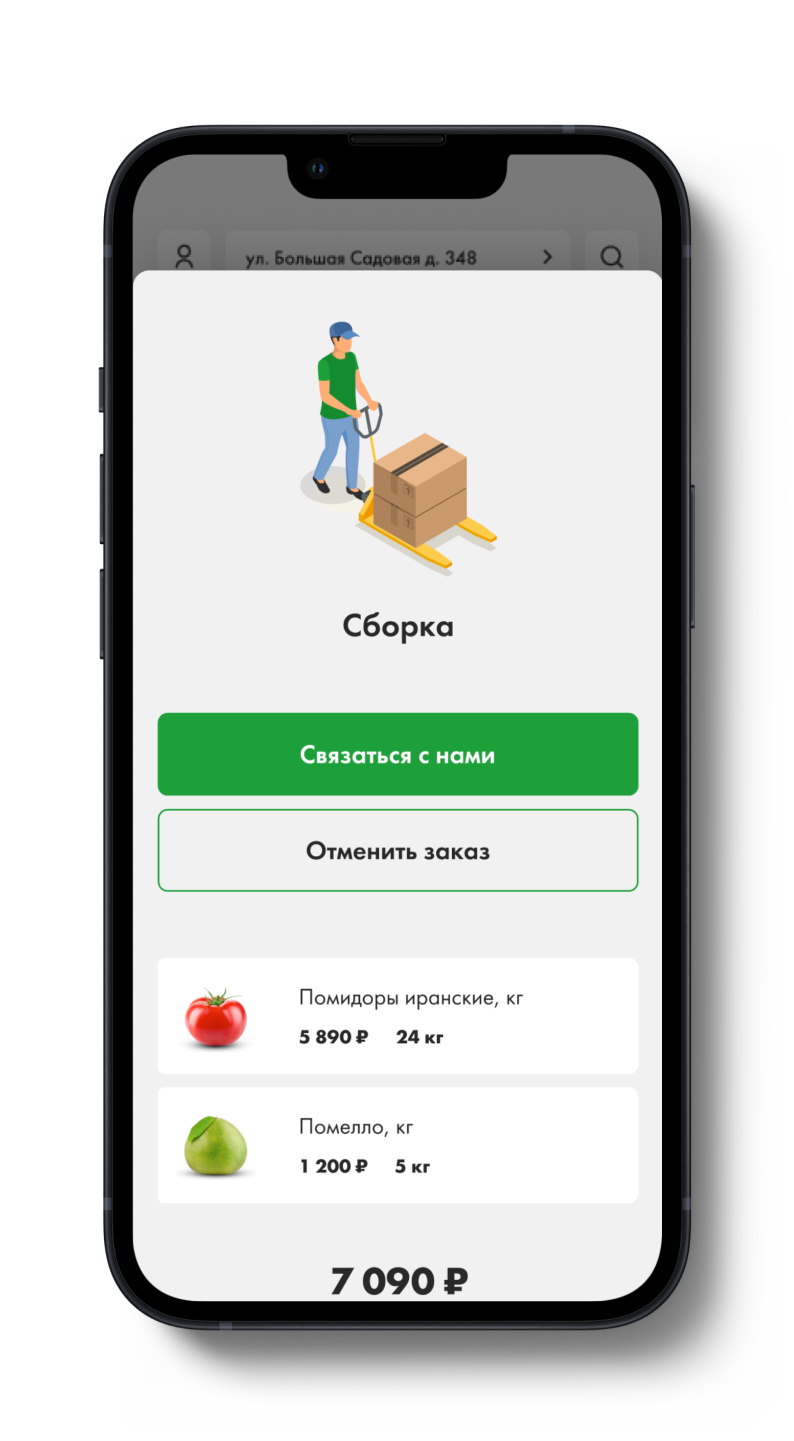 ул. Большая Садовая д. 348
Сборка
Связаться с нами
Отменить заказ
Помидоры иранские, кг
5 890 ₽ 24 кг
Помелло, кг
1 200 ₽ 5 кг
7 090 ₽